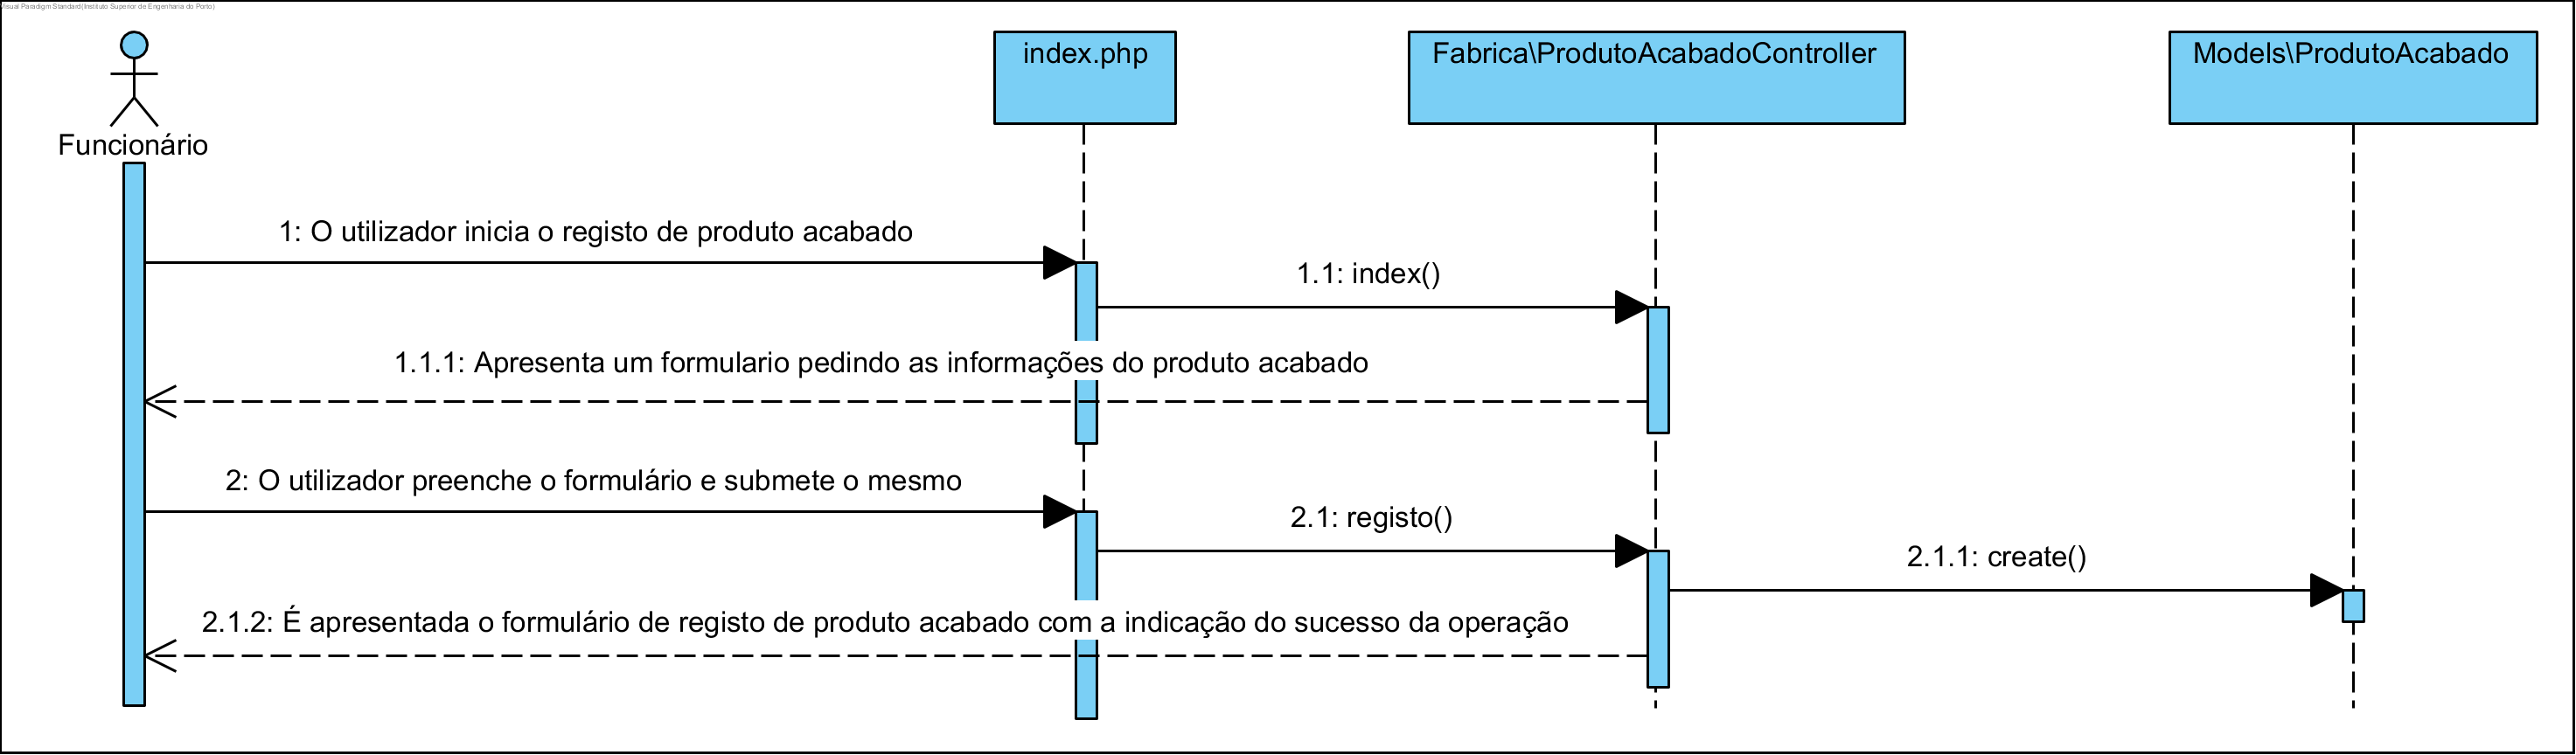 Visual Paradigm Standard(Instituto Superior de Engenharia do Porto)
Funcionário
index.php
Fabrica\ProdutoAcabadoController
Models\ProdutoAcabado
1: O utilizador inicia o registo de produto acabado
1.1: index()
1.1.1: Apresenta um formulario pedindo as informações do produto acabado
2: O utilizador preenche o formulário e submete o mesmo
2.1: registo()
2.1.1: create()
2.1.2: É apresentada o formulário de registo de produto acabado com a indicação do sucesso da operação